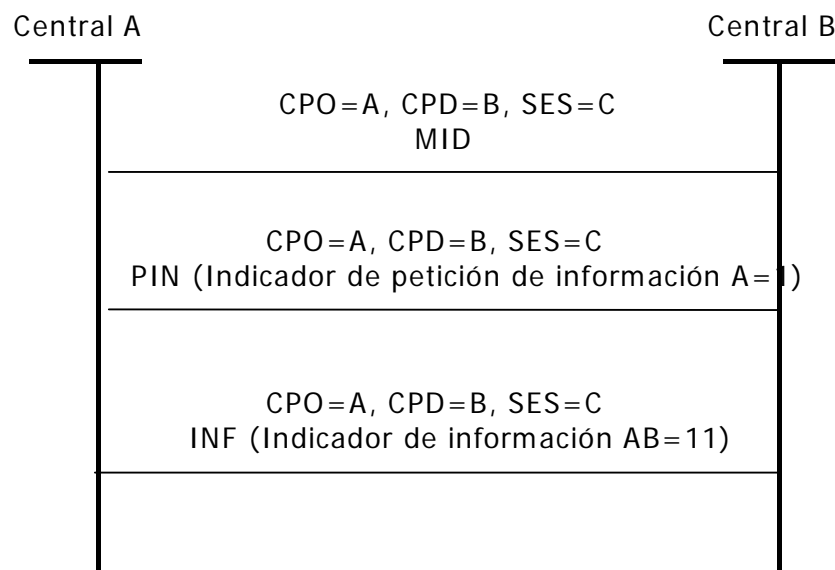 Central A
Central B
CPO=A, CPD=B, SES=C
MID
CPO=A, CPD=B, SES=C
PIN (Indicador de petición de información A=1)
CPO=A, CPD=B, SES=C
INF (Indicador de información AB=11)